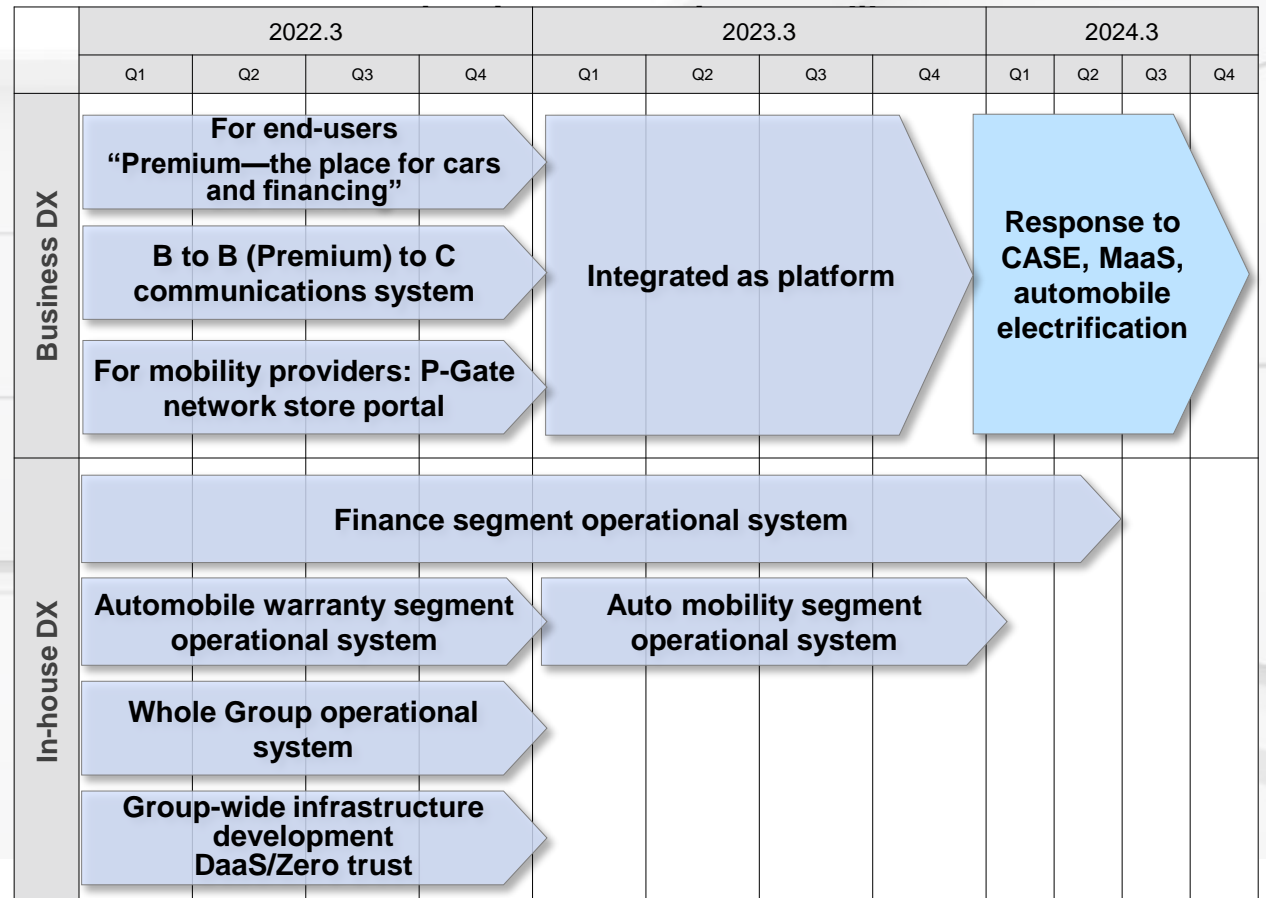 2022.3
2023.3
2024.3
Q1
Q2
Q3
Q4
Q1
Q2
Q3
Q4
Q1
Q2
Q3
Q4
Business DX
For end-users
“Premium—the place for cars
and financing”
B to B (Premium) to C
communications system
For mobility providers: P-Gate
network store portal
Integrated as platform
Response to
CASE, MaaS,
automobile
electrification
In-house DX
Finance segment operational system
Automobile warranty segment
operational system
Auto mobility segment
operational system
Whole Group operational
system
Group-wide infrastructure
development
DaaS/Zero trust